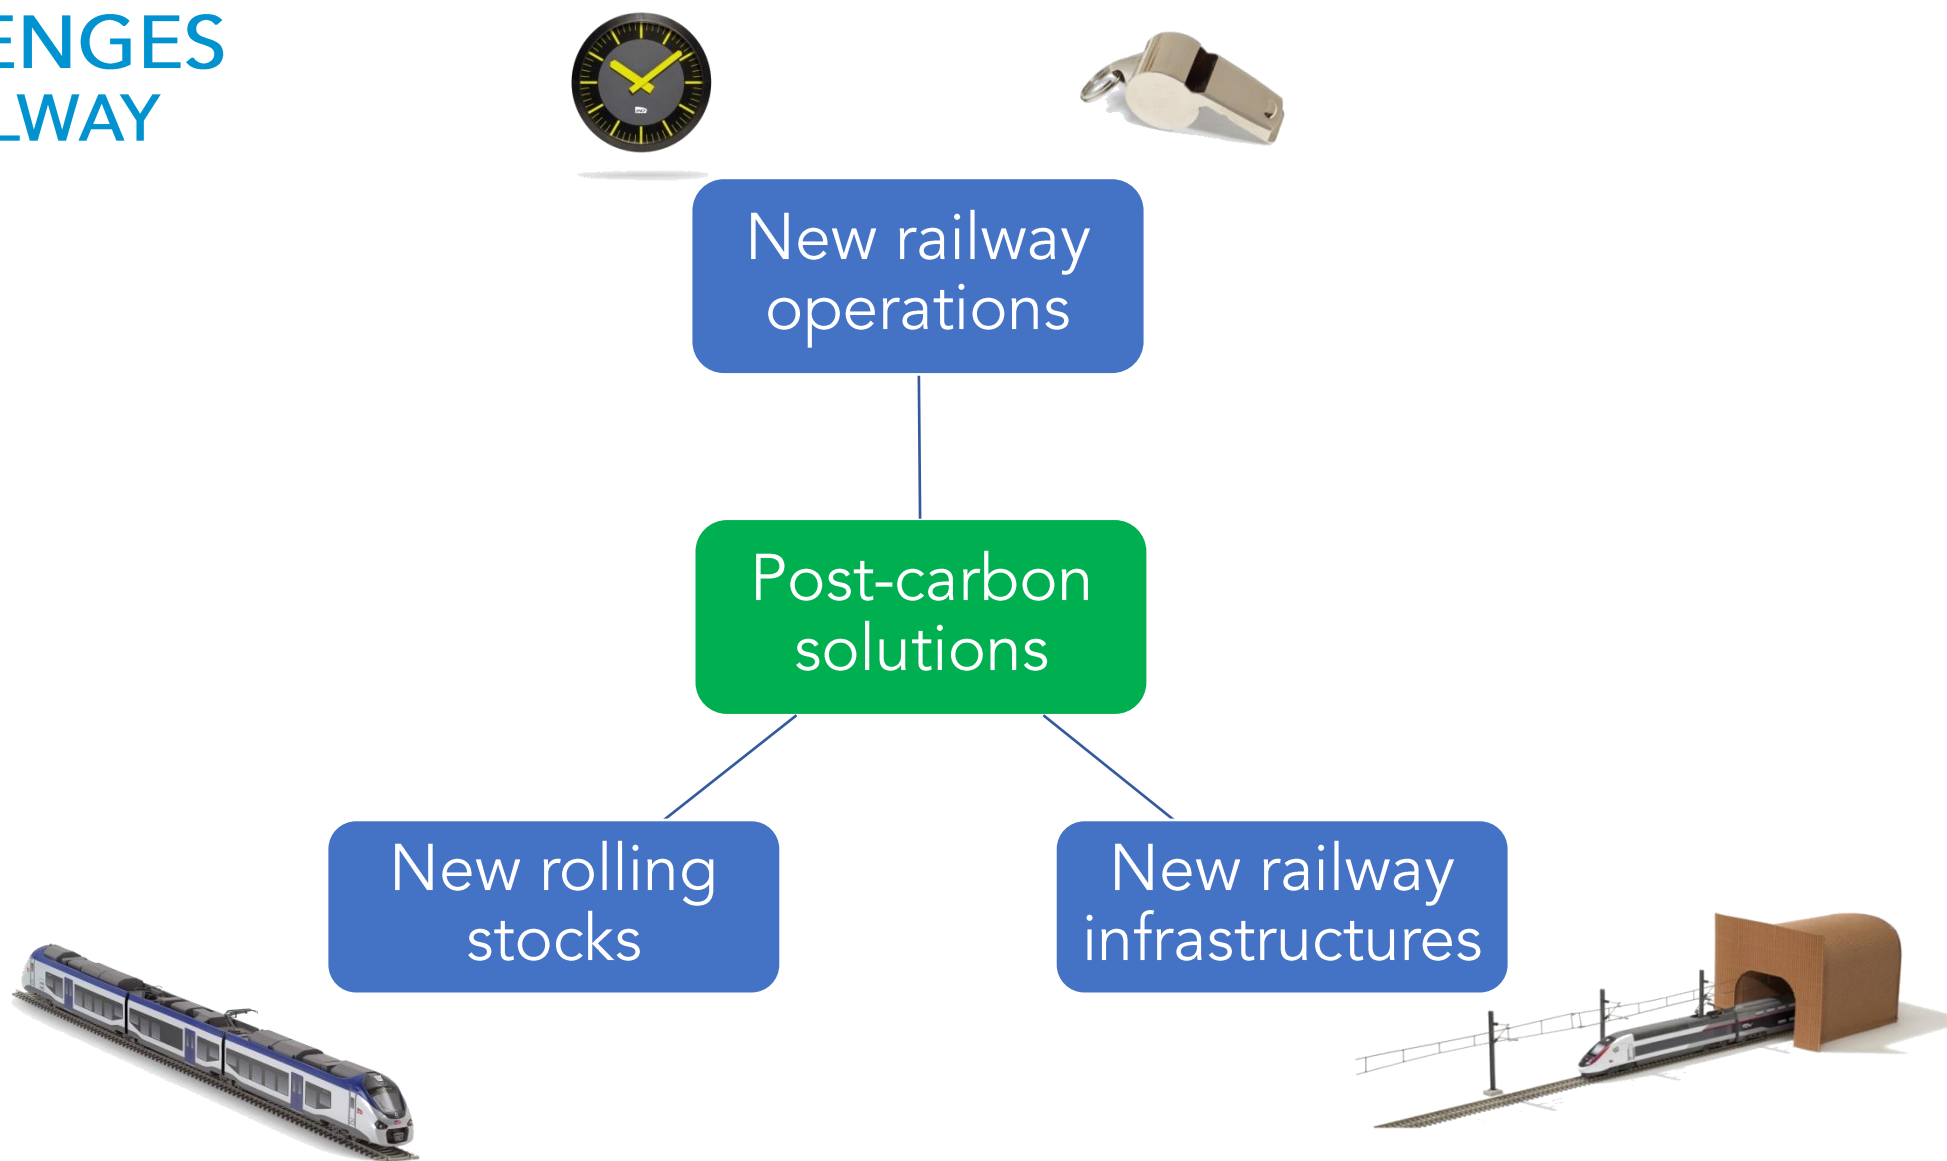 ENGES
LWAY
New railway
operations
Post-carbon
solutions
New rolling
stocks
New railway
infrastructures